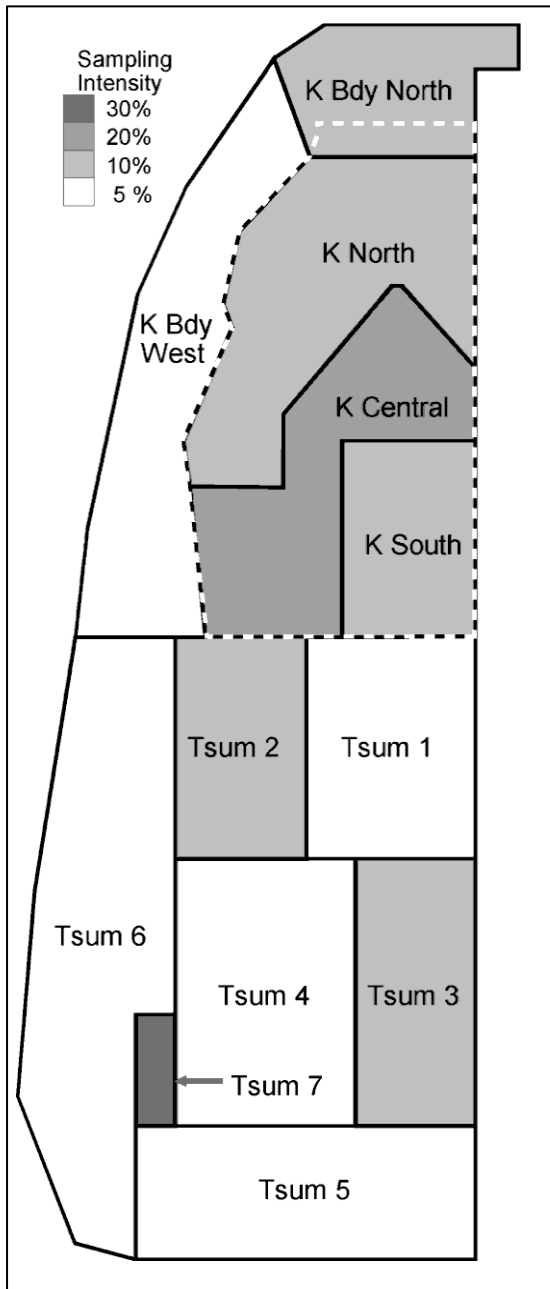 Sampling
Intensity
30%
20%
10%
5 %
K Bdy North
K North
K Bdy
West
K Central
K South
Tsum 2
Tsum 1
Tsum 6
Tsum 4
Tsum 3
Tsum 7
Tsum 5